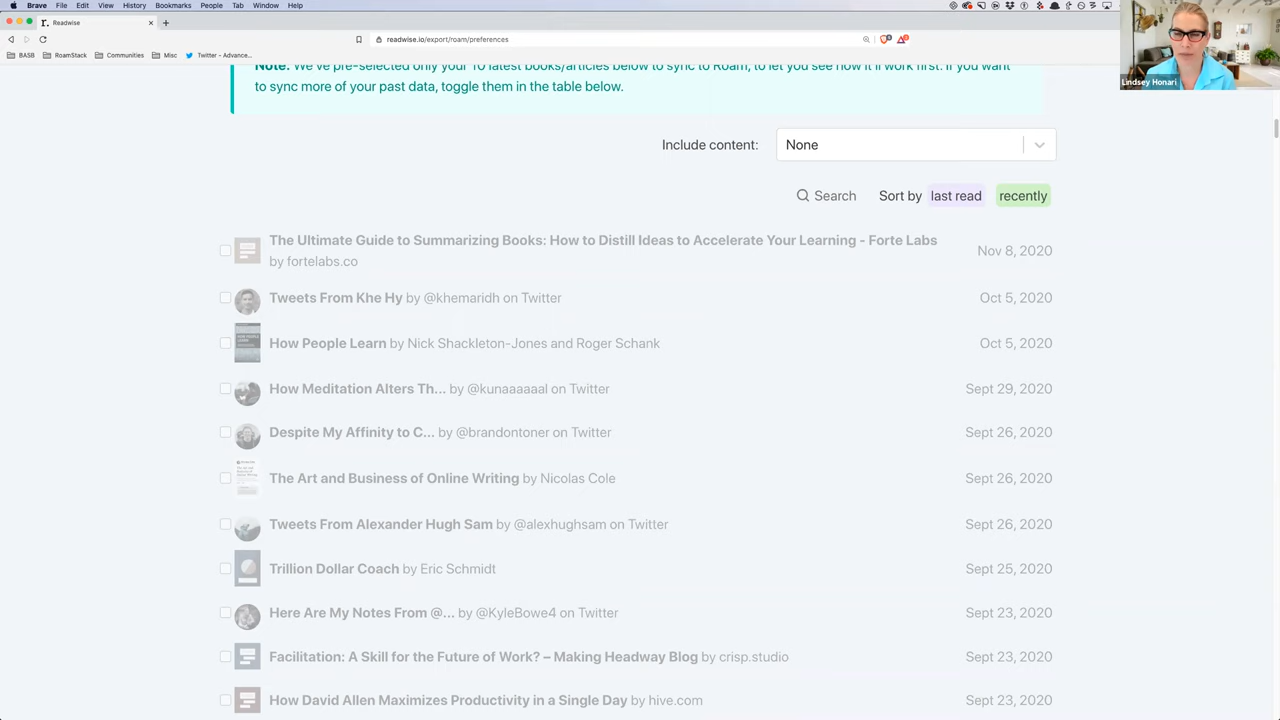 Brave File Edit View History Bookmarks People Tab Window Help
r. Readwise × +
readwise.io/export/roam/preferences
BASB RoamStack Communities Misc Twitter - Advance...
Lindsey Honari
Note: We've pre-selected only your 10 latest books/articles below to sync to Roam, to let you see how it'll work first. If you want
to sync more of your past data, toggle them in the table below.
Include content: None
Search Sort by last read recently
The Ultimate Guide to Summarizing Books: How to Distill Ideas to Accelerate Your Learning - Forte Labs
by fortelabs.co Nov 8, 2020
Tweets From Khe Hy by @khemaridh on Twitter Oct 5, 2020
How People Learn by Nick Shackleton-Jones and Roger Schank Oct 5, 2020
How Meditation Alters Th... by @kunaaaaaal on Twitter Sept 29, 2020
Despite My Affinity to C... by @brandontoner on Twitter Sept 26, 2020
The Art and Business of Online Writing by Nicolas Cole Sept 26, 2020
Tweets From Alexander Hugh Sam by @alexhughsam on Twitter Sept 26, 2020
Trillion Dollar Coach by Eric Schmidt Sept 25, 2020
Here Are My Notes From @... by @KyleBowe4 on Twitter Sept 23, 2020
Facilitation: A Skill for the Future of Work? – Making Headway Blog by crisp.studio Sept 23, 2020
How David Allen Maximizes Productivity in a Single Day by hive.com Sept 23, 2020